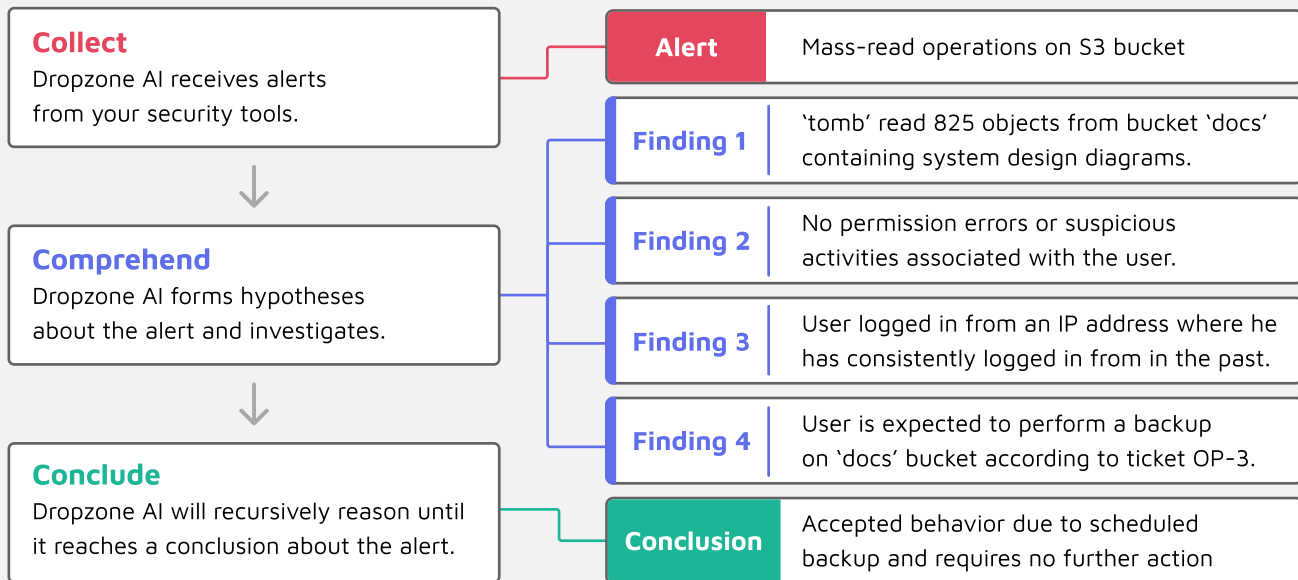 Collect
Dropzone AI receives alerts
from your security tools.
Comprehend
Dropzone AI forms hypotheses
about the alert and investigates.
Conclude
Dropzone AI will recursively reason until
it reaches a conclusion about the alert.
Alert
Mass-read operations on S3 bucket
Finding 1
‘tomb’ read 825 objects from bucket ‘docs’
containing system design diagrams.
Finding 2
No permission errors or suspicious
activities associated with the user.
Finding 3
User logged in from an IP address where he
has consistently logged in from in the past.
Finding 4
User is expected to perform a backup
on ‘docs’ bucket according to ticket OP-3.
Conclusion
Accepted behavior due to scheduled
backup and requires no further action